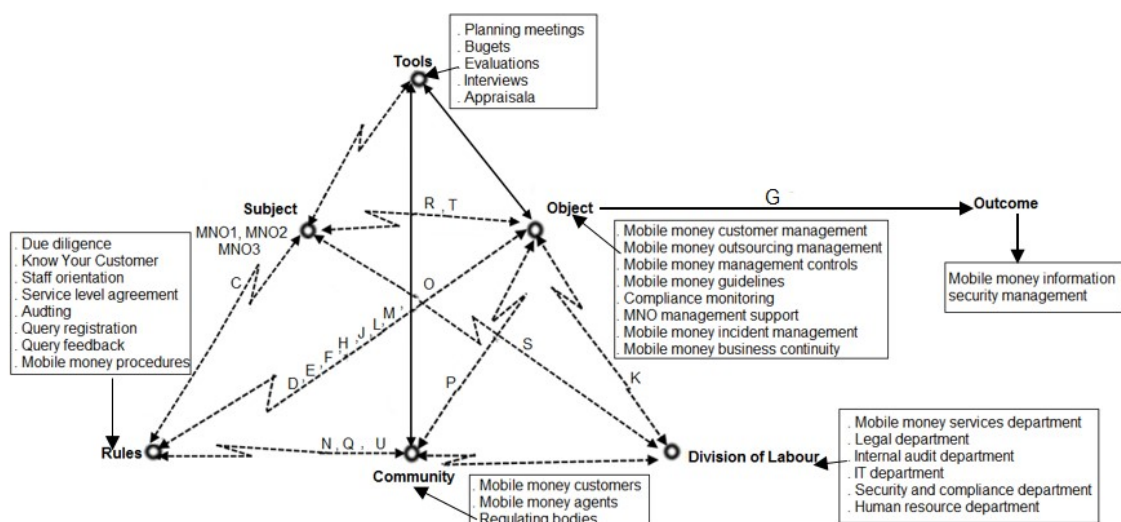 . Planning meetings
. Bugets
. Evaluations
. Interviews
. Appraisala
Tools
R , T
G
Subject
Object
Outcome
MNO1, MNO2
MNO3
. Due diligence
. Know Your Customer
. Staff orientation
. Service level agreement
. Audting
. Query registration
. Query feedback
. Mobile money procedures
. Mobile money customer management
. Mobile money outsourcing management
. Mobile money management controls
. Mobile money guidelines
. Compliance monitoring
. MNO management support
. Mobile money incident management
. Mobile money business continuity
Mobile money information
security management
C
D, E, F, H, J, L, M, O
S
P
K
N, Q , U
Rules
Community
Division of Labour
. Mobile money services department
. Legal department
. Internal audit department
. IT department
. Security and compliance department
. Human resource department
. Mobile money customers
. Mobile money agents
. Regulating bodies